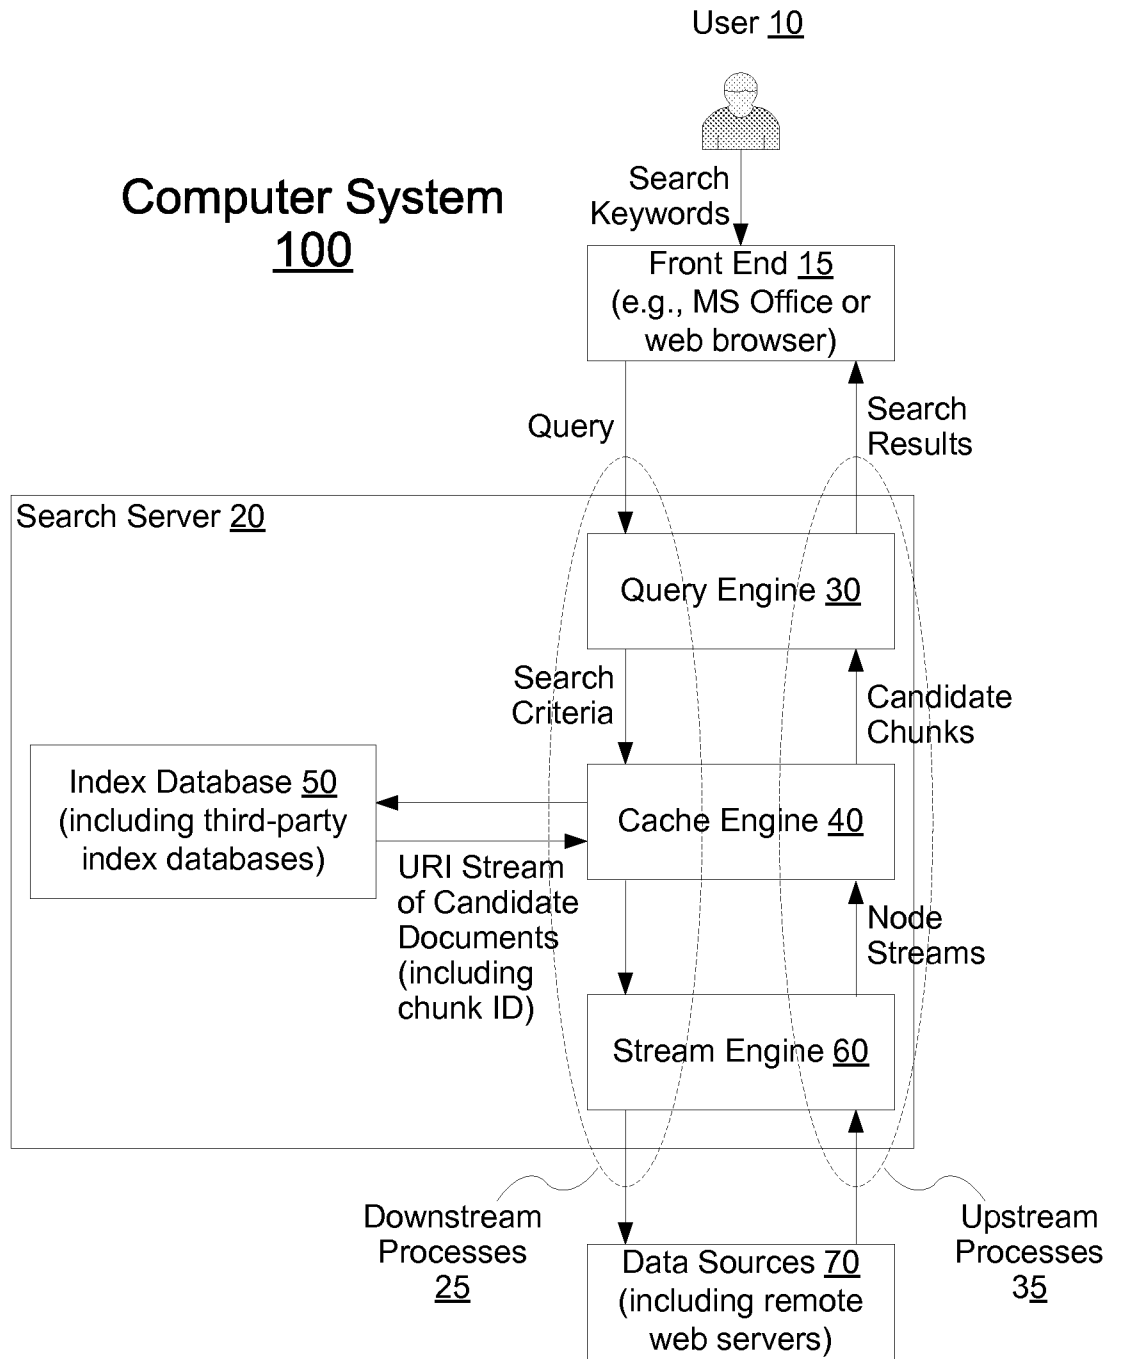 User 10
Computer System
100
Search
Keywords
Front End 15
(e.g., MS Office or
web browser)
Query
Search
Results
Search Server 20
Query Engine 30
Search
Criteria
Candidate
Chunks
Index Database 50
(including third-party
index databases)
Cache Engine 40
URI Stream
of Candidate
Documents
(including
chunk ID)
Node
Streams
Stream Engine 60
Downstream
Processes
25
Upstream
Processes
35
Data Sources 70
(including remote
web servers)